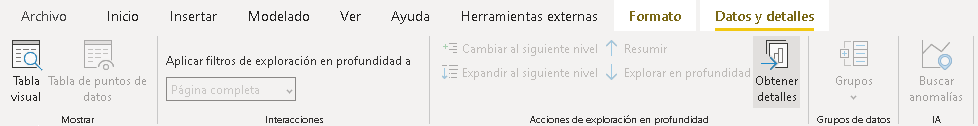 Archivo Inicio Insertar Modelado Ver Ayuda Herramientas externas Formato Datos y detalles
Tabla visual
Tabla de puntos de datos
Mostrar
Aplicar filtros de exploración en profundidad a
Página completa
Interacciones
Cambiar al siguiente nivel
Expandir al siguiente nivel
Resumir
Explorar en profundidad
Obtener detalles
Acciones de exploración en profundidad
Grupos
Grupos de datos
Buscar anomalías
IA